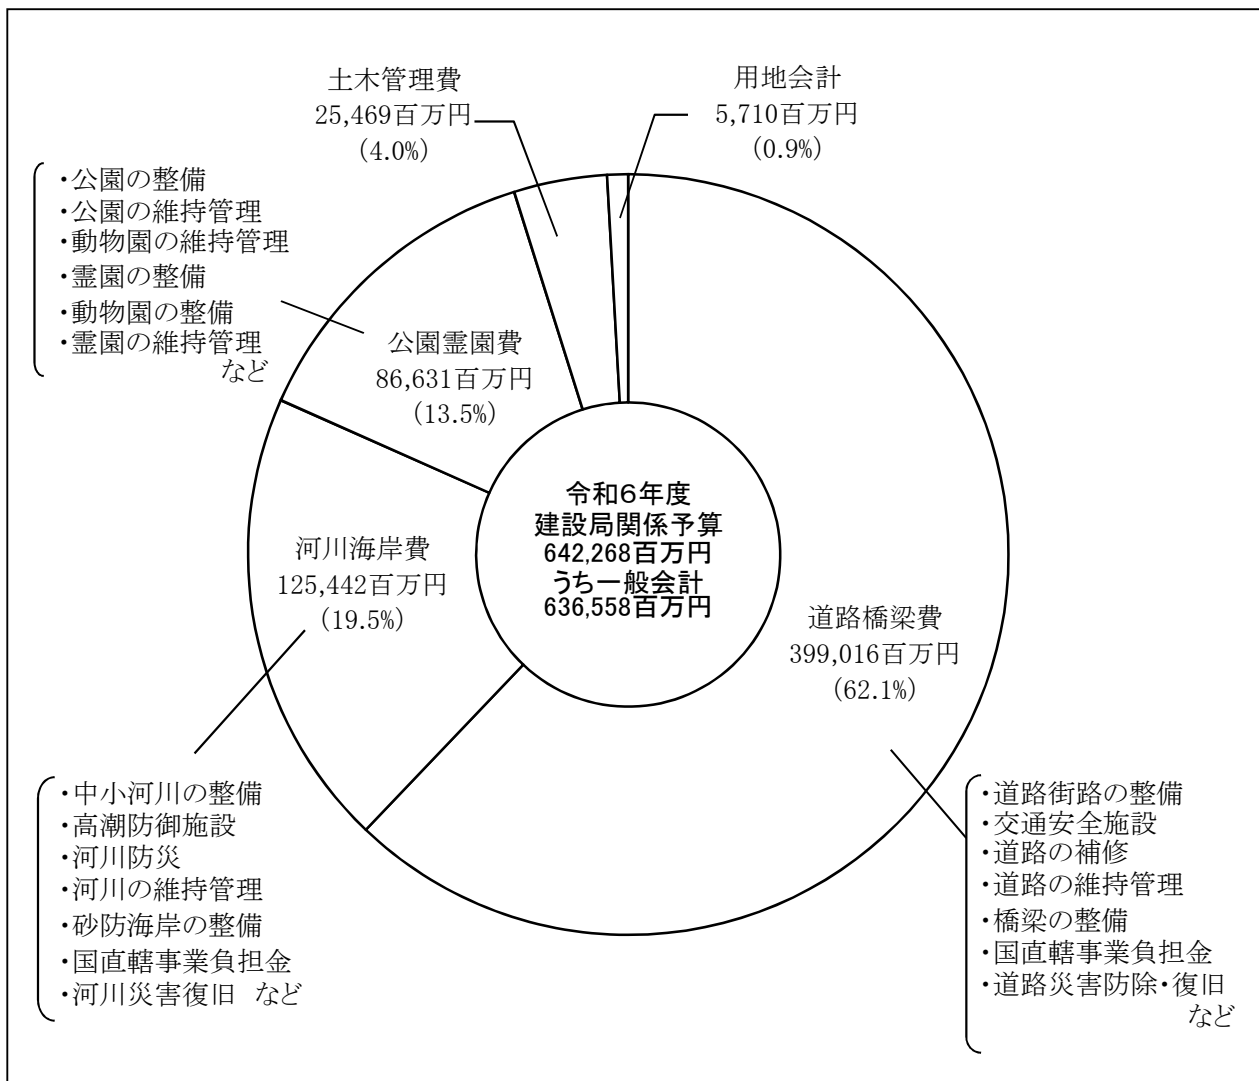 土木管理費
25,469百万円
(4.0%)
用地会計
5,710百万円
(0.9%)
・公園の整備
・公園の維持管理
・動物園の維持管理
・霊園の整備
・動物園の整備
・霊園の維持管理
など
公園霊園費
86,631百万円
(13.5%)
令和６年度
建設局関係予算
642,268百万円
うち一般会計
636,558百万円
河川海岸費
125,442百万円
(19.5%)
道路橋梁費
399,016百万円
(62.1%)
・中小河川の整備
・高潮防御施設
・河川防災
・河川の維持管理
・砂防海岸の整備
・国直轄事業負担金
・河川災害復旧　など
・道路街路の整備
・交通安全施設
・道路の補修
・道路の維持管理
・橋梁の整備
・国直轄事業負担金
・道路災害防除・復旧
など